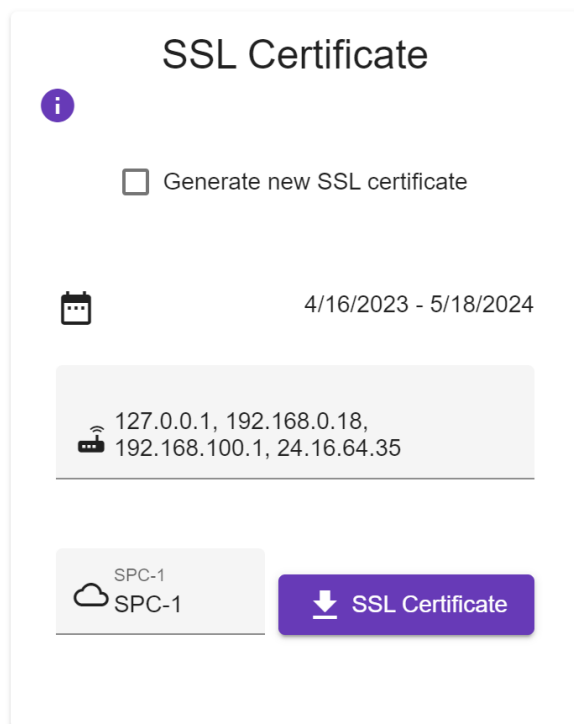 SSL Certificate
Generate new SSL certificate
4/16/2023 - 5/18/2024
127.0.0.1, 192.168.0.18,
192.168.100.1, 24.16.64.35
SPC-1
SPC-1
SSL Certificate